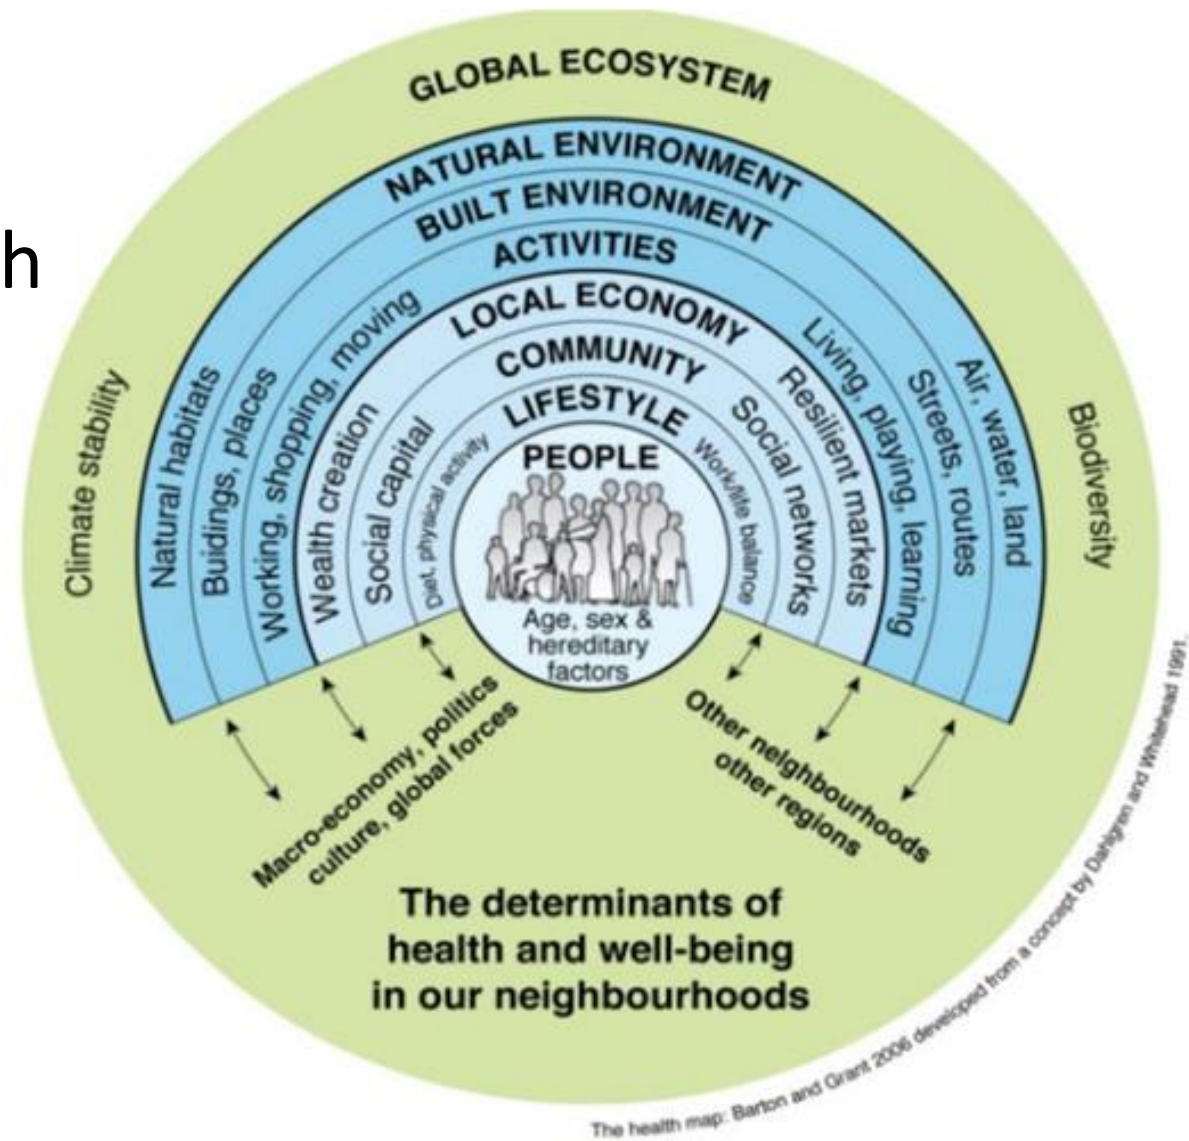 h
GLOBAL ECOSYSTEM
NATURAL ENVIRONMENT
BUILT ENVIRONMENT
ACTIVITIES
LOCAL ECONOMY
COMMUNITY
LIFESTYLE
PEOPLE
Age, sex &
hereditary
factors
Climate stability
Natural habitats
Buidings, places
Working, shopping, moving
Wealth creation
Social capital
Diet, physical activity
Work/life balance
Social networks
Resilient markets
Living, playing, learning
Streets, routes
Air, water, land
Biodiversity
Macro-economy, politics
culture, global forces
Other neighbourhoods
other regions
The determinants of
health and well-being
in our neighbourhoods
The health map: Barton and Grant 2006 developed from a concept by Dahlgren and Whitehead 1991.